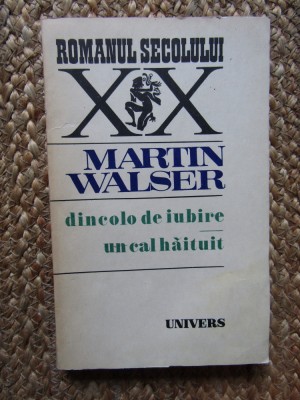 ROMANUL SECOLULUI
XX
MARTIN
WALSER
dincolo de iubire
un cal hăituit
UNIVERS